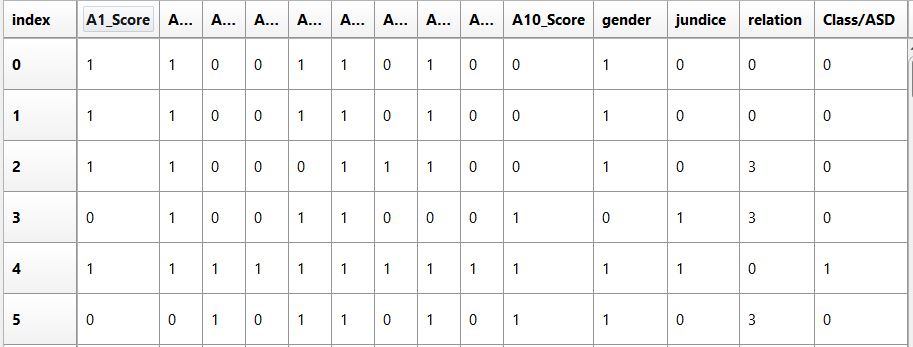 index A1_Score A... A... A... A... A... A... A... A... A10_Score gender jundice relation Class/ASD
0 1 1 0 0 1 1 0 1 0 0 1 0 0 0
1 1 1 0 0 1 1 0 1 0 0 1 0 0 0
2 1 1 0 0 0 1 1 1 0 0 1 0 3 0
3 0 1 0 0 1 1 0 0 0 1 0 1 3 0
4 1 1 1 1 1 1 1 1 1 1 1 1 0 1
5 0 0 1 0 1 1 0 1 0 1 1 0 3 0